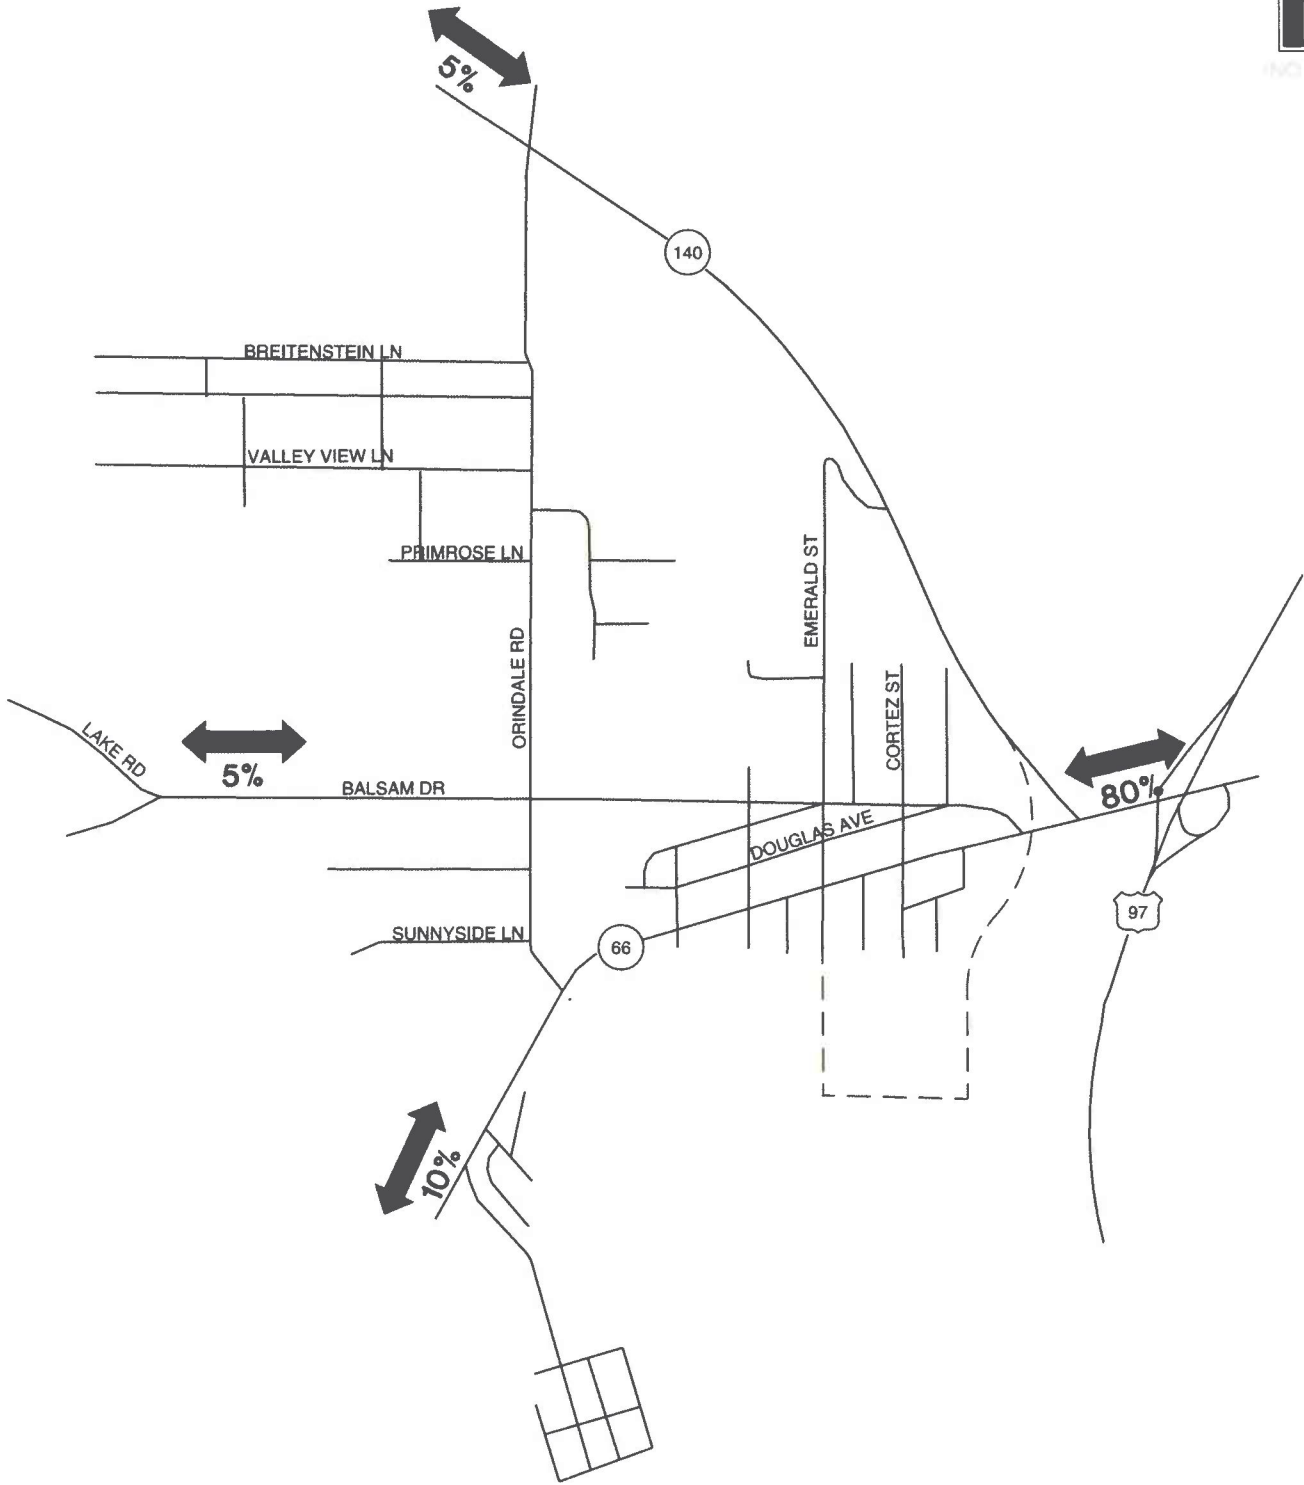 5%
140
BREITENSTEIN LN
VALLEY VIEW LN
PRIMROSE LN
EMERALD ST
ORINDALE RD
CORTEZ ST
LAKE RD
5%
BALSAM DR
80%
DOUGLAS AVE
97
SUNNYSIDE LN
66
10%